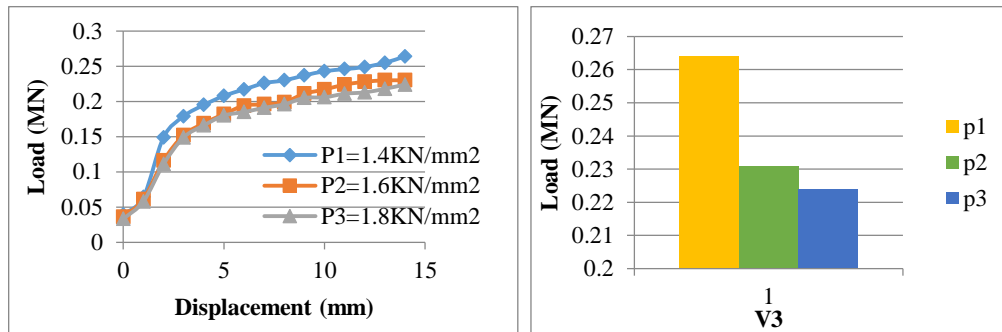 0.3
0.25
0.2
0.15
0.1
0.05
0
Load (MN)
P1=1.4KN/mm2
P2=1.6KN/mm2
P3=1.8KN/mm2
0 5 10 15
Displacement (mm)
0.27
0.26
0.25
0.24
0.23
0.22
0.21
0.2
Load (MN)
p1
p2
p3
1
V3